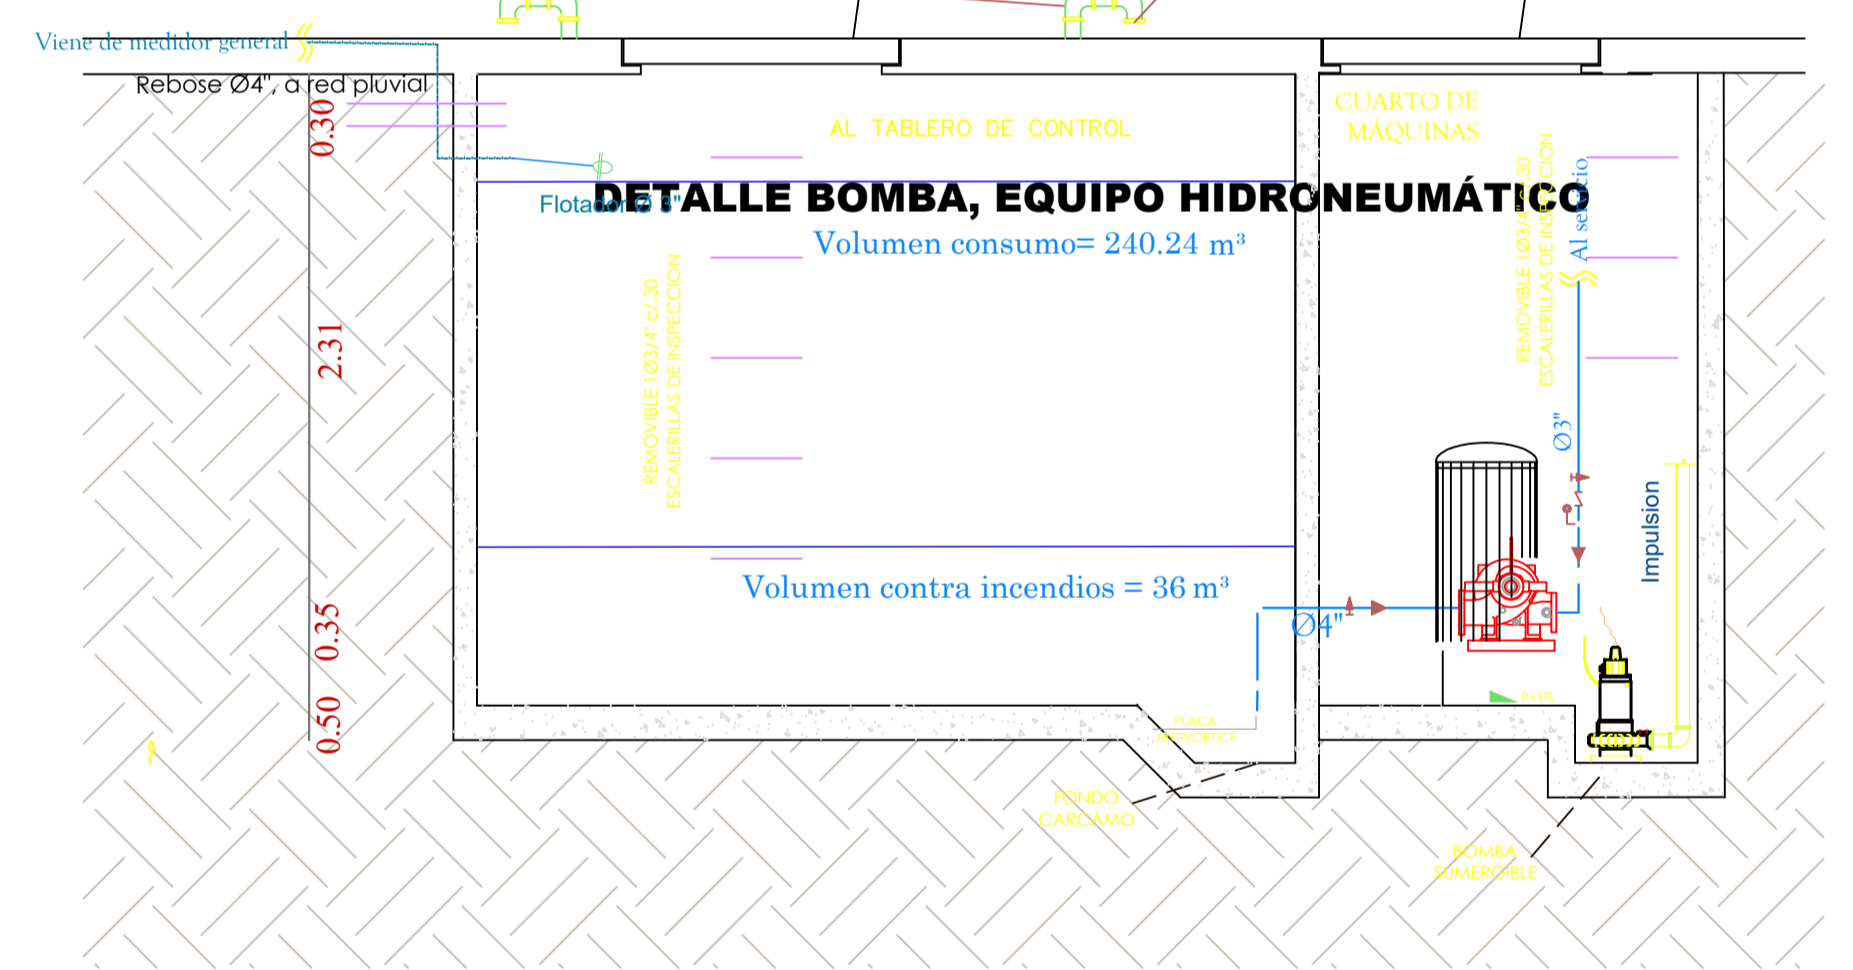 Viene de medidor general
Rebose Ø4", a red pluvial
0.30
2.31
0.35
0.50
AL TABLERO DE CONTROL
CUARTO DE
MÁQUINAS
DETALLE BOMBA, EQUIPO HIDRONEUMÁTICO
Flotador Ø 3"
Volumen consumo= 240.24 m³
REMOVIBLE 1Ø3/4" c/.30
ESCALERILLAS DE INSPECCION
REMOVIBLE 1Ø3/4" c/.30
ESCALERILLAS DE INSPECCION
Al servicio
Ø3"
Impulsion
Volumen contra incendios = 36 m³
Ø4"
P=1%
PLACA
ANTIVORTICE
FONDO
CARCAMO
BOMBA
SUMERGIBLE